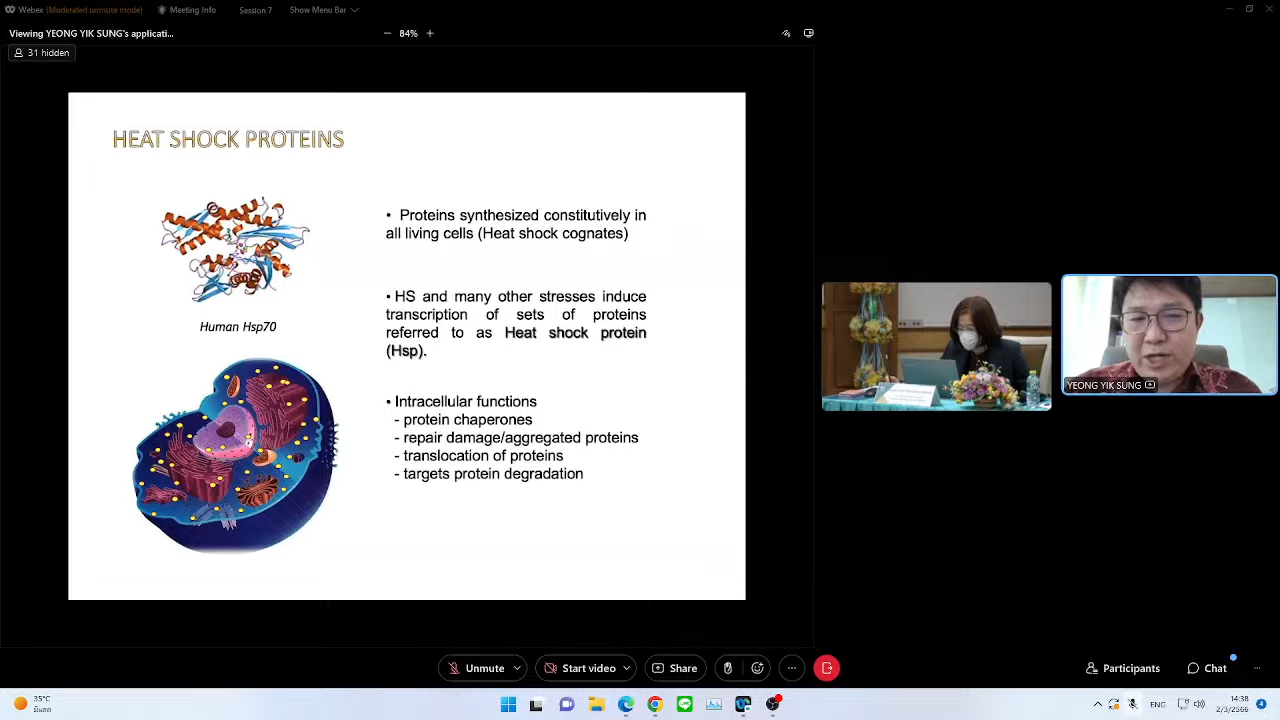 Webex (Moderated unmute mode) Meeting Info Session 7 Show Menu Bar
Viewing YEONG YIK SUNG's applicati... 84%
31 hidden
HEAT SHOCK PROTEINS
Human Hsp70
• Proteins synthesized constitutively in
all living cells (Heat shock cognates)
• HS and many other stresses induce
transcription of sets of proteins
referred to as Heat shock protein
(Hsp).
• Intracellular functions
- protein chaperones
- repair damage/aggregated proteins
- translocation of proteins
- targets protein degradation
YEONG YIK SUNG
Unmute Start video Share Participants Chat
35°C
ENG
14:38
2/3/2566